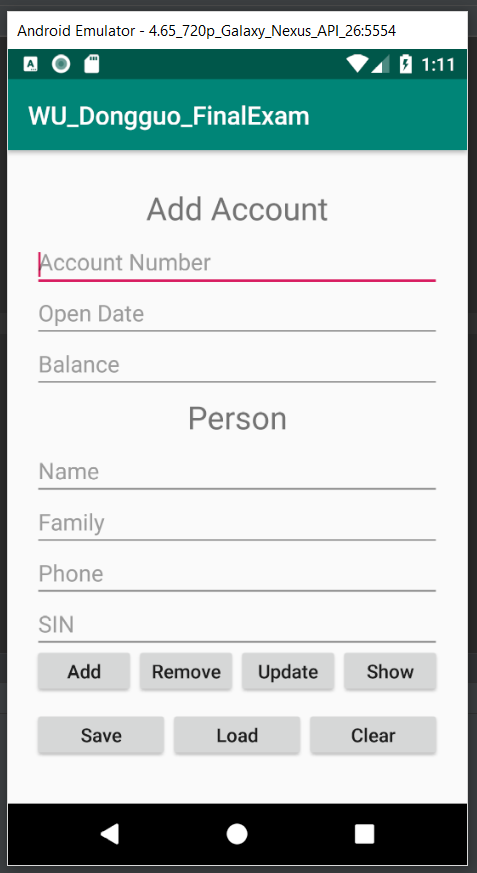 Android Emulator - 4.65_720p_Galaxy_Nexus_API_26:5554
A 1:11
WU_Dongguo_FinalExam
Add Account
Account Number
Open Date
Balance
Person
Name
Family
Phone
SIN
Add Remove Update Show
Save Load Clear